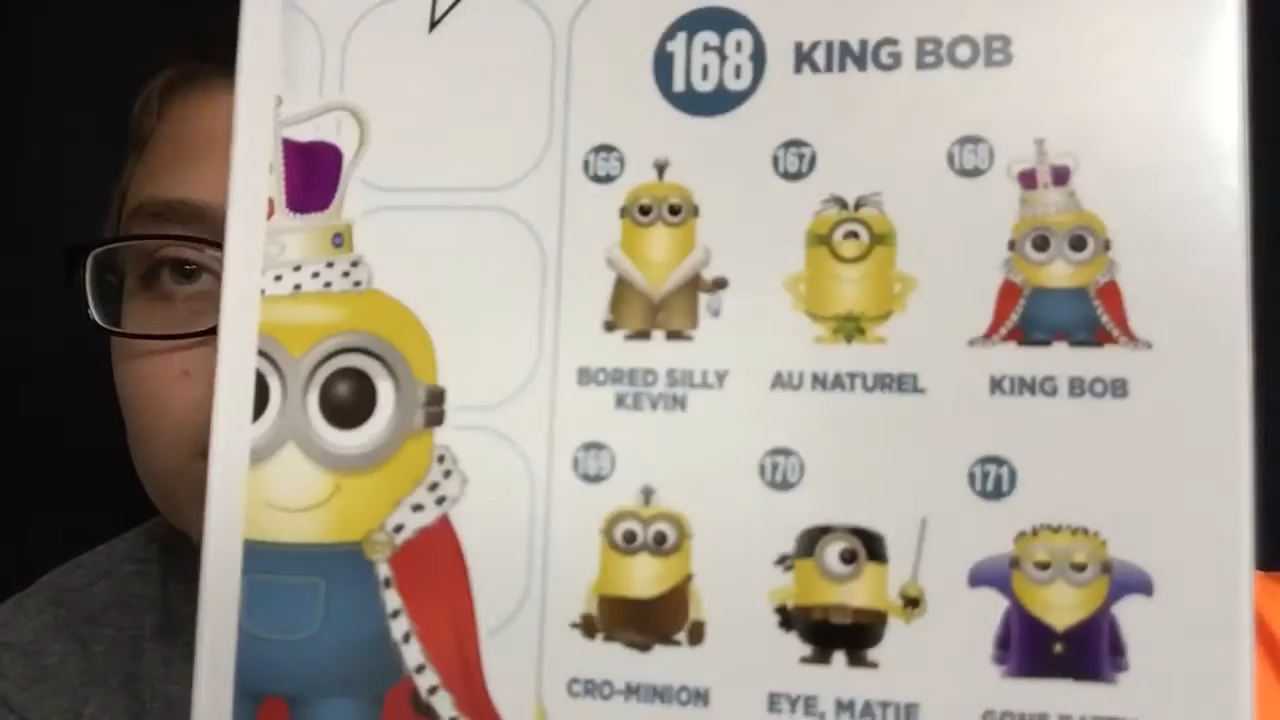 168 KING BOB
166 167 168
BORED SILLY KEVIN
AU NATUREL
KING BOB
169 170 171
CRO-MINION
EYE, MATIE